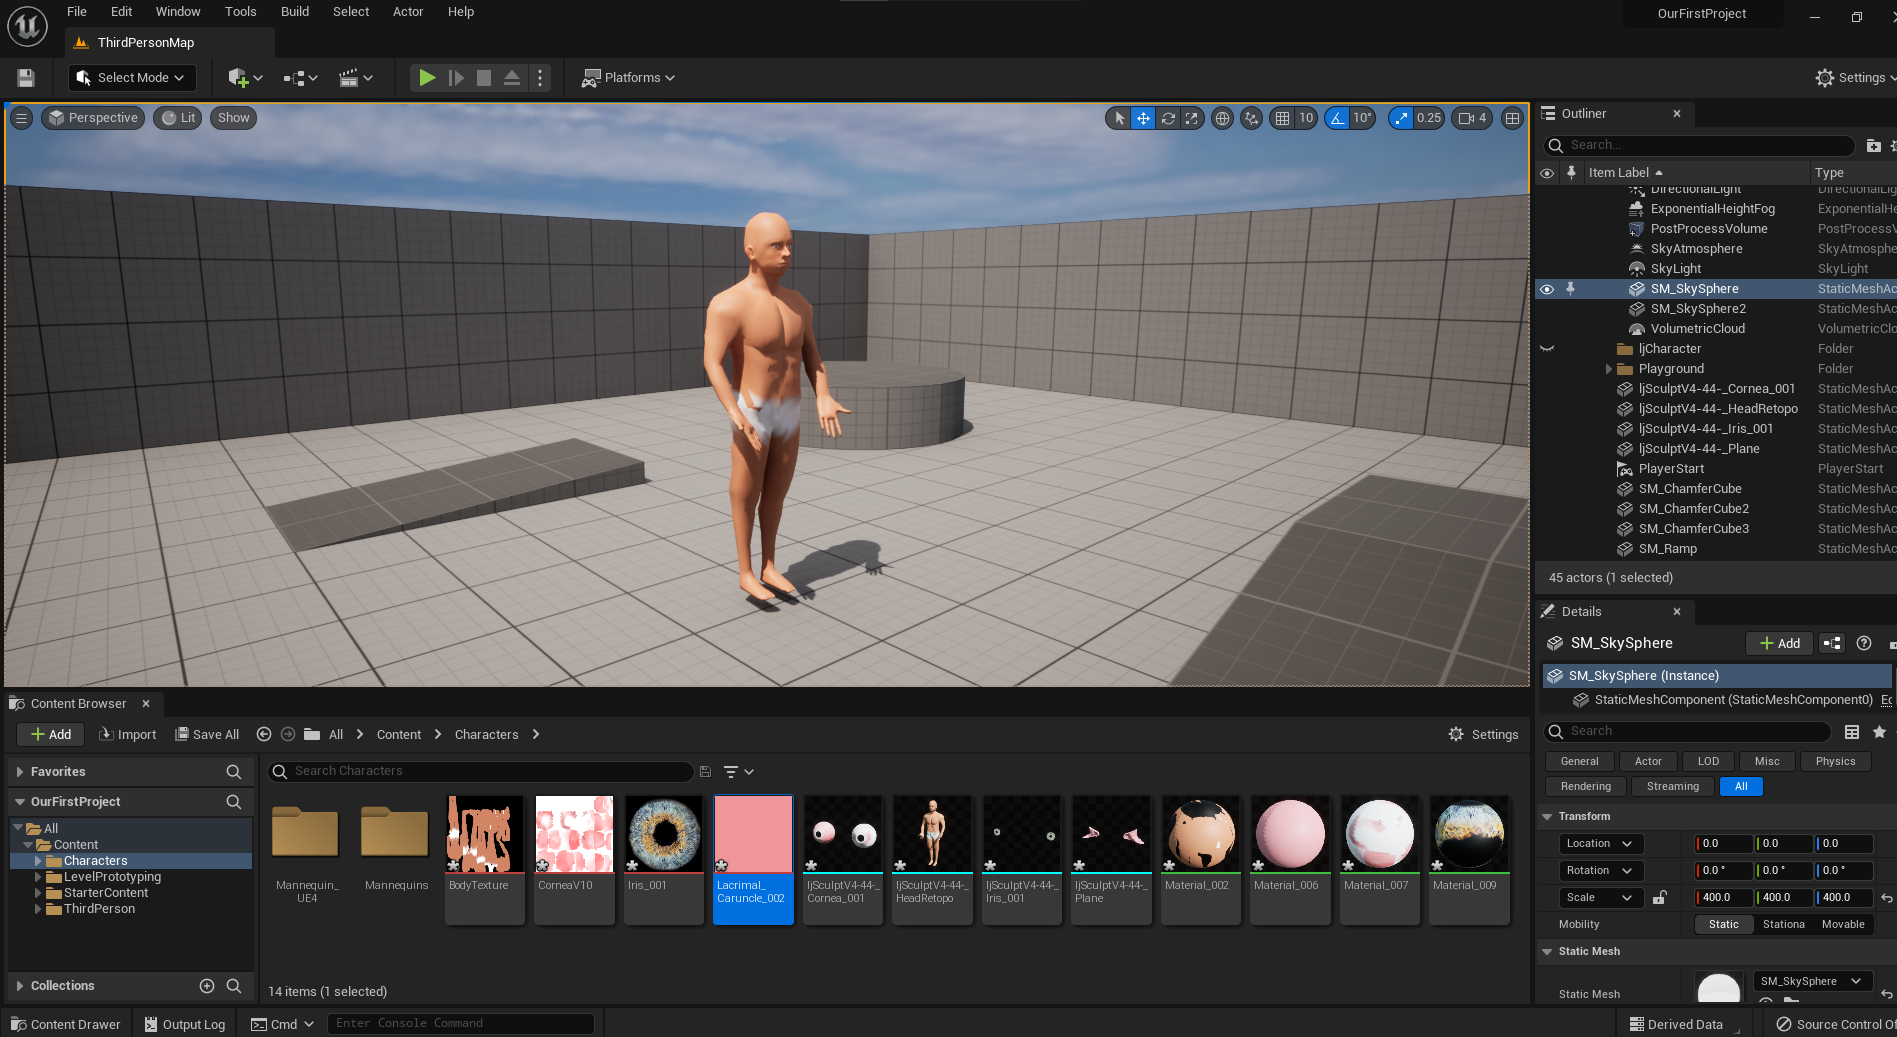 File Edit Window Tools Build Select Actor Help
OurFirstProject
ThirdPersonMap
Select Mode
Platforms
Settings
Perspective Lit Show
10 10° 0.25 4
Outliner
Search...
Item Label Type
DirectionalLight DirectionalLig
ExponentialHeightFog ExponentialHe
PostProcessVolume PostProcessV
SkyAtmosphere SkyAtmosphe
SkyLight SkyLight
SM_SkySphere StaticMeshAc
SM_SkySphere2 StaticMeshAc
VolumetricCloud VolumetricClo
ljCharacter Folder
Playground Folder
ljSculptV4-44-_Cornea_001 StaticMeshAc
ljSculptV4-44-_HeadRetopo StaticMeshAc
ljSculptV4-44-_Iris_001 StaticMeshAc
ljSculptV4-44-_Plane StaticMeshAc
PlayerStart PlayerStart
SM_ChamferCube StaticMeshAc
SM_ChamferCube2 StaticMeshAc
SM_ChamferCube3 StaticMeshAc
SM_Ramp StaticMeshAc
45 actors (1 selected)
Details
SM_SkySphere
Add
SM_SkySphere (Instance)
StaticMeshComponent (StaticMeshComponent0) Ec
Search
General Actor LOD Misc Physics
Rendering Streaming All
Transform
Location 0.0 0.0 0.0
Rotation 0.0 ° 0.0 ° 0.0 °
Scale 400.0 400.0 400.0
Mobility Static Stationa Movable
Static Mesh
Static Mesh SM_SkySphere
Content Browser
Add Import Save All All Content Characters
Settings
Favorites
OurFirstProject
All
Content
Characters
LevelPrototyping
StarterContent
ThirdPerson
Collections
Search Characters
Mannequin_
UE4
Mannequins
BodyTexture
CorneaV10
Iris_001
Lacrimal_
Caruncle_002
ljSculptV4-44-_
Cornea_001
ljSculptV4-44-_
HeadRetopo
ljSculptV4-44-_
Iris_001
ljSculptV4-44-_
Plane
Material_002
Material_006
Material_007
Material_009
14 items (1 selected)
Content Drawer Output Log Cmd Enter Console Command
Derived Data Source Control Of